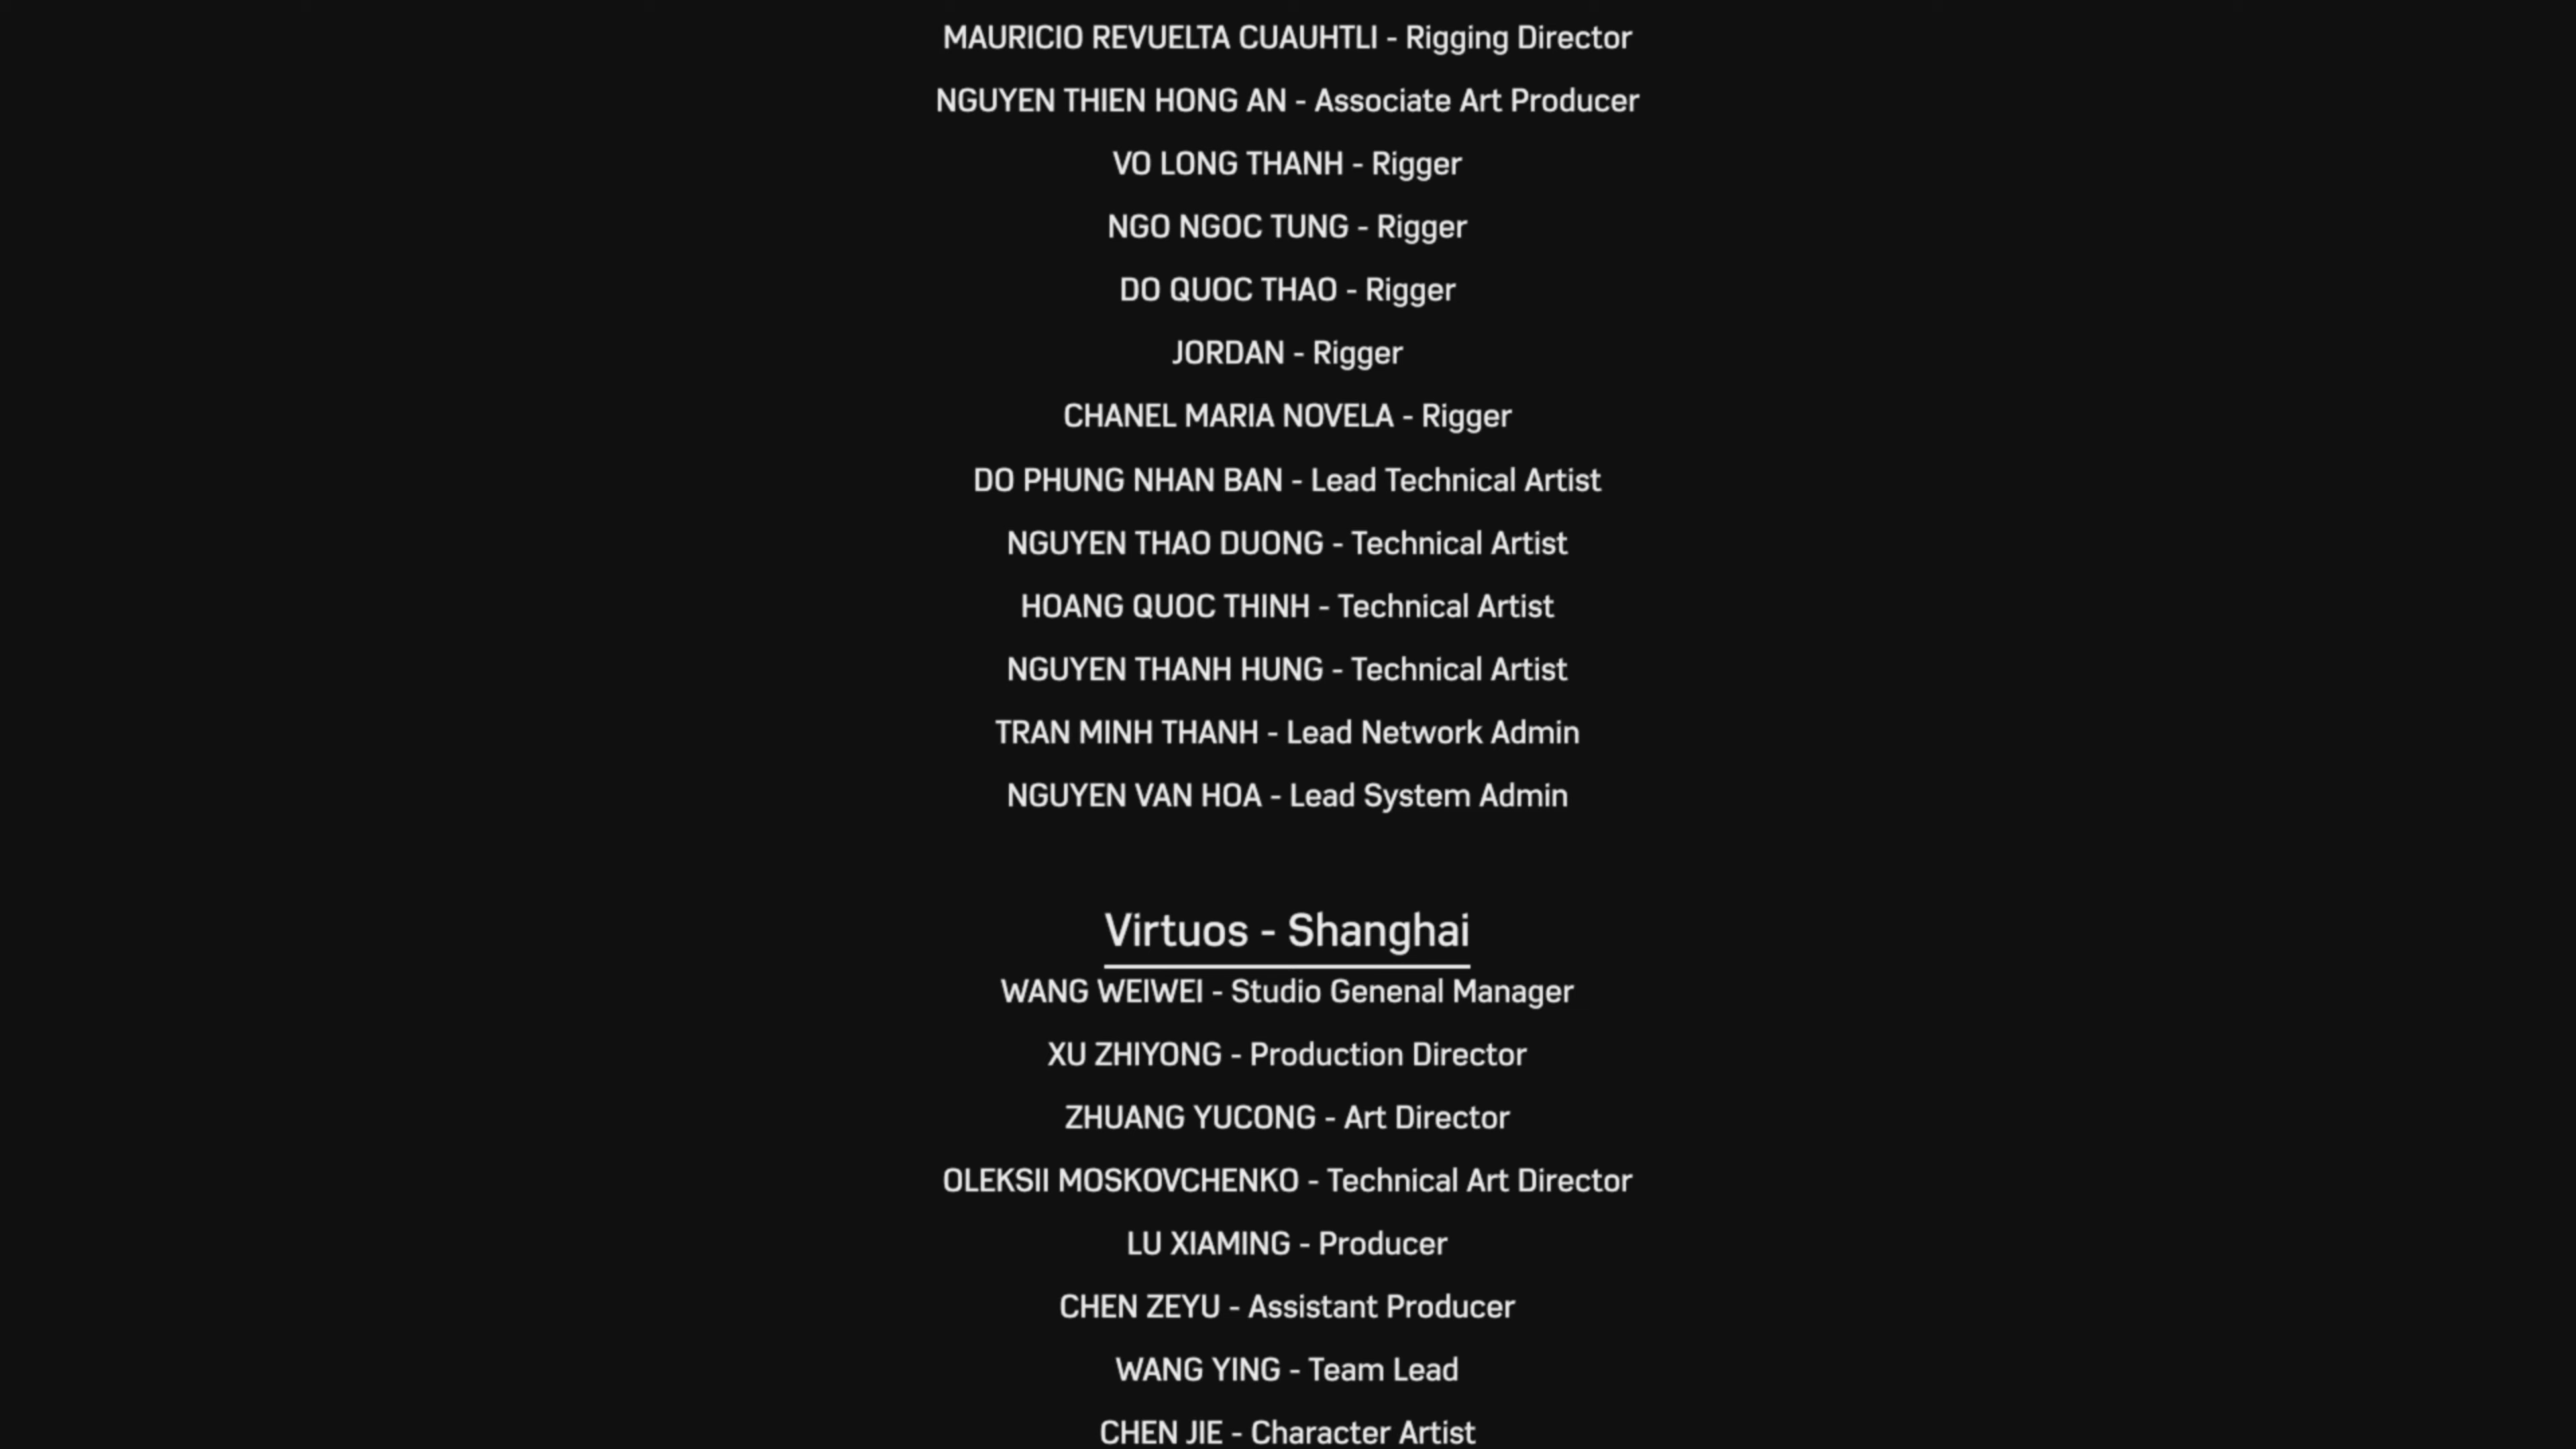 MAURICIO REVUELTA CUAUHTLI - Rigging Director
NGUYEN THIEN HONG AN - Associate Art Producer
VO LONG THANH - Rigger
NGO NGOC TUNG - Rigger
DO QUOC THAO - Rigger
JORDAN - Rigger
CHANEL MARIA NOVELA - Rigger
DO PHUNG NHAN BAN - Lead Technical Artist
NGUYEN THAO DUONG - Technical Artist
HOANG QUOC THINH - Technical Artist
NGUYEN THANH HUNG - Technical Artist
TRAN MINH THANH - Lead Network Admin
NGUYEN VAN HOA - Lead System Admin
Virtuos - Shanghai
WANG WEIWEI - Studio Genenal Manager
XU ZHIYONG - Production Director
ZHUANG YUCONG - Art Director
OLEKSII MOSKOVCHENKO - Technical Art Director
LU XIAMING - Producer
CHEN ZEYU - Assistant Producer
WANG YING - Team Lead
CHEN JIE - Character Artist